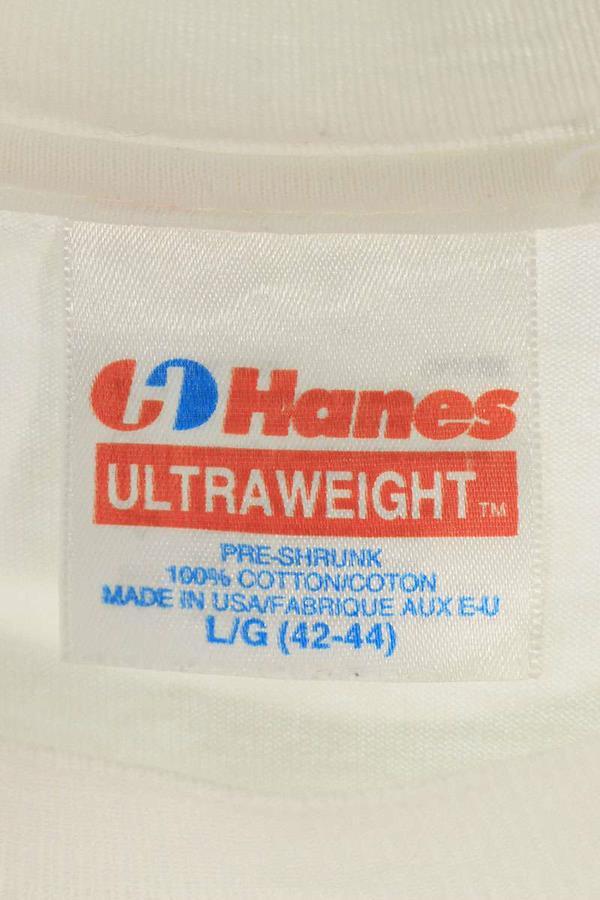 Hanes
ULTRAWEIGHT™
PRE-SHRUNK
100% COTTON/COTON
MADE IN USA/FABRIQUE AUX E-U
L/G (42-44)